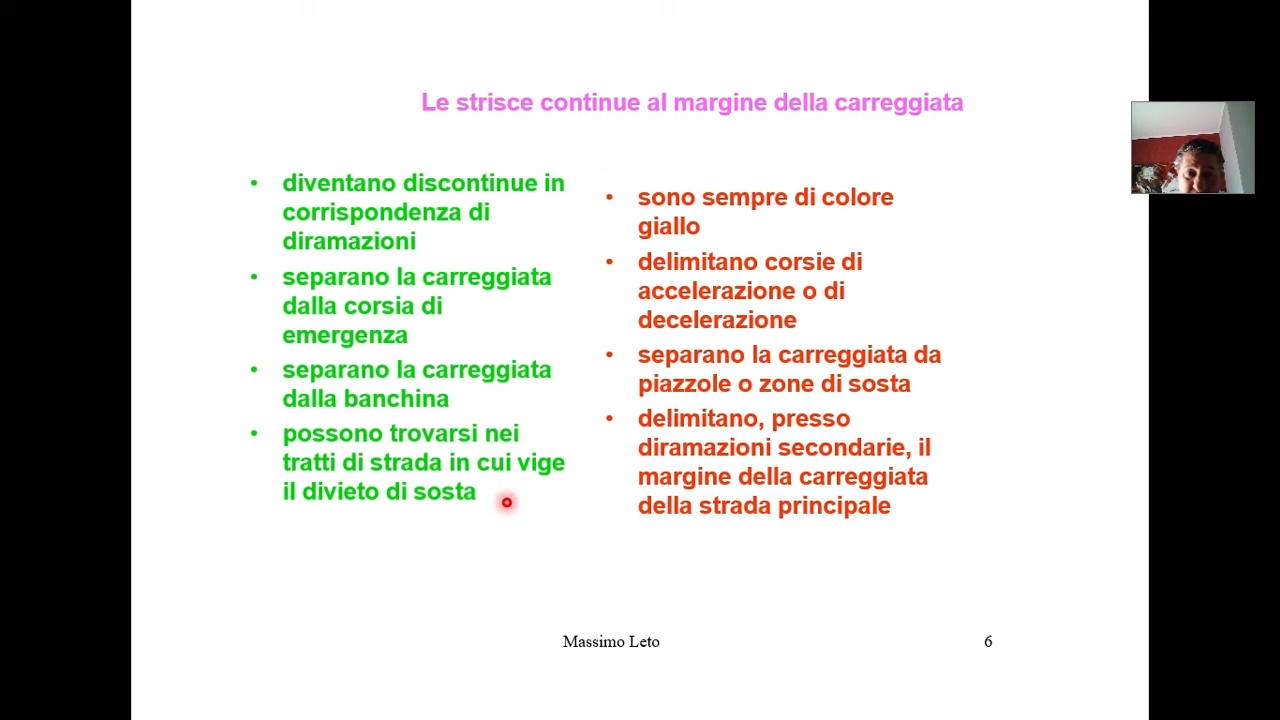 Le strisce continue al margine della carreggiata
• diventano discontinue in
corrispondenza di
diramazioni
• separano la carreggiata
dalla corsia di
emergenza
• separano la carreggiata
dalla banchina
• possono trovarsi nei
tratti di strada in cui vige
il divieto di sosta
• sono sempre di colore
giallo
• delimitano corsie di
accelerazione o di
decelerazione
• separano la carreggiata da
piazzole o zone di sosta
• delimitano, presso
diramazioni secondarie, il
margine della carreggiata
della strada principale
Massimo Leto
6